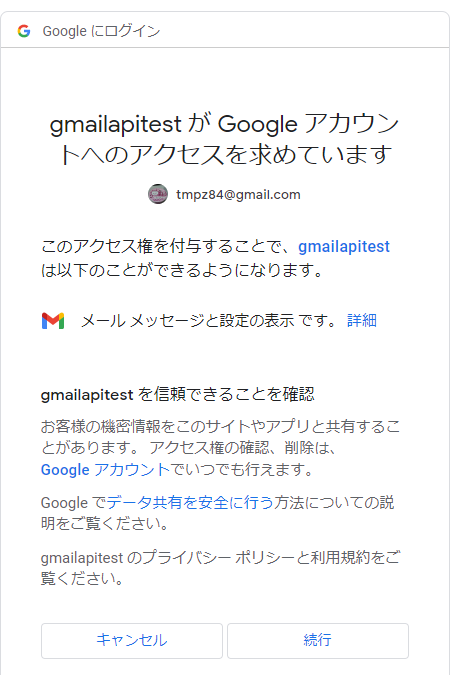 Google にログイン
gmailapitest が Google アカウン
トへのアクセスを求めています
tmpz84@gmail.com
このアクセス権を付与することで、gmailapitest
は以下のことができるようになります。
メール メッセージと設定の表示 です。 詳細
gmailapitest を信頼できることを確認
お客様の機密情報をこのサイトやアプリと共有するこ
とがあります。 アクセス権の確認、削除は、
Google アカウントでいつでも行えます。
Google でデータ共有を安全に行う方法についての説
明をご覧ください。
gmailapitest のプライバシー ポリシーと利用規約をご
覧ください。
キャンセル 続行